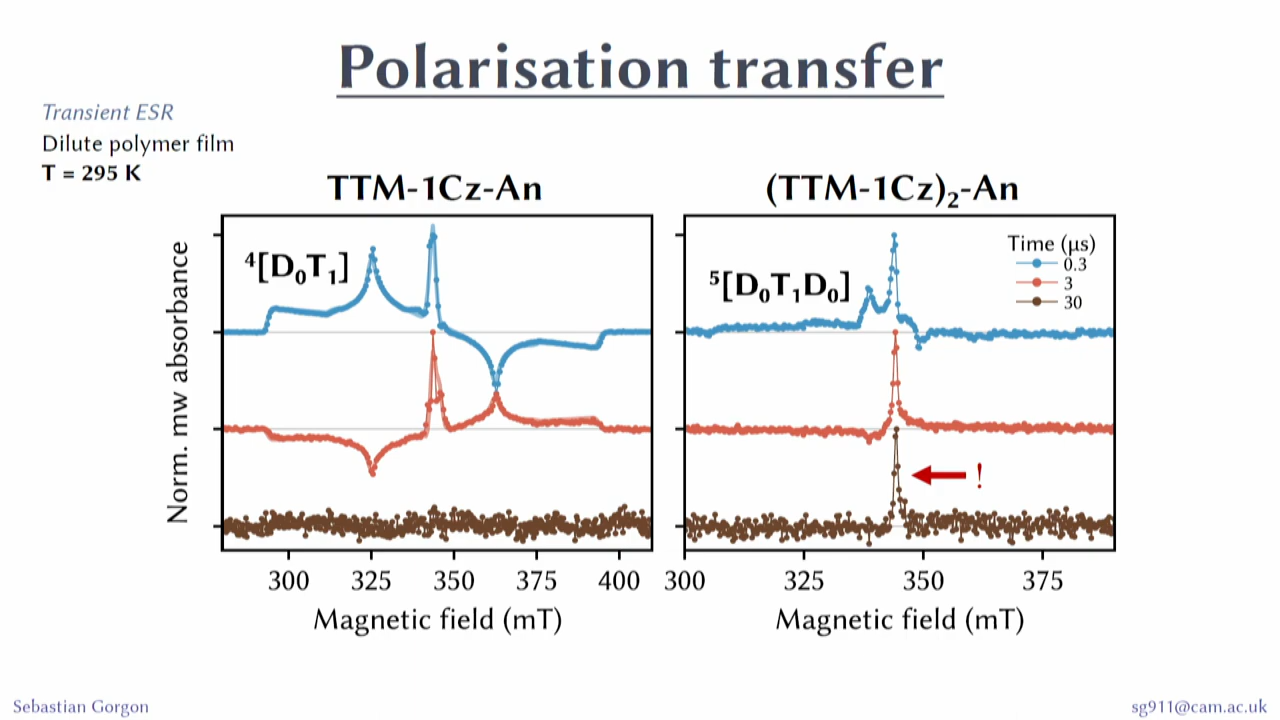 Polarisation transfer
Transient ESR
Dilute polymer film
T = 295 K
TTM-1Cz-An
(TTM-1Cz)₂-An
Norm. mw absorbance
⁴[D₀T₁]
⁵[D₀T₁D₀]
Time (μs)
0.3
3
30
!
300 325 350 375 400
300 325 350 375
Magnetic field (mT)
Magnetic field (mT)
Sebastian Gorgon
sg911@cam.ac.uk